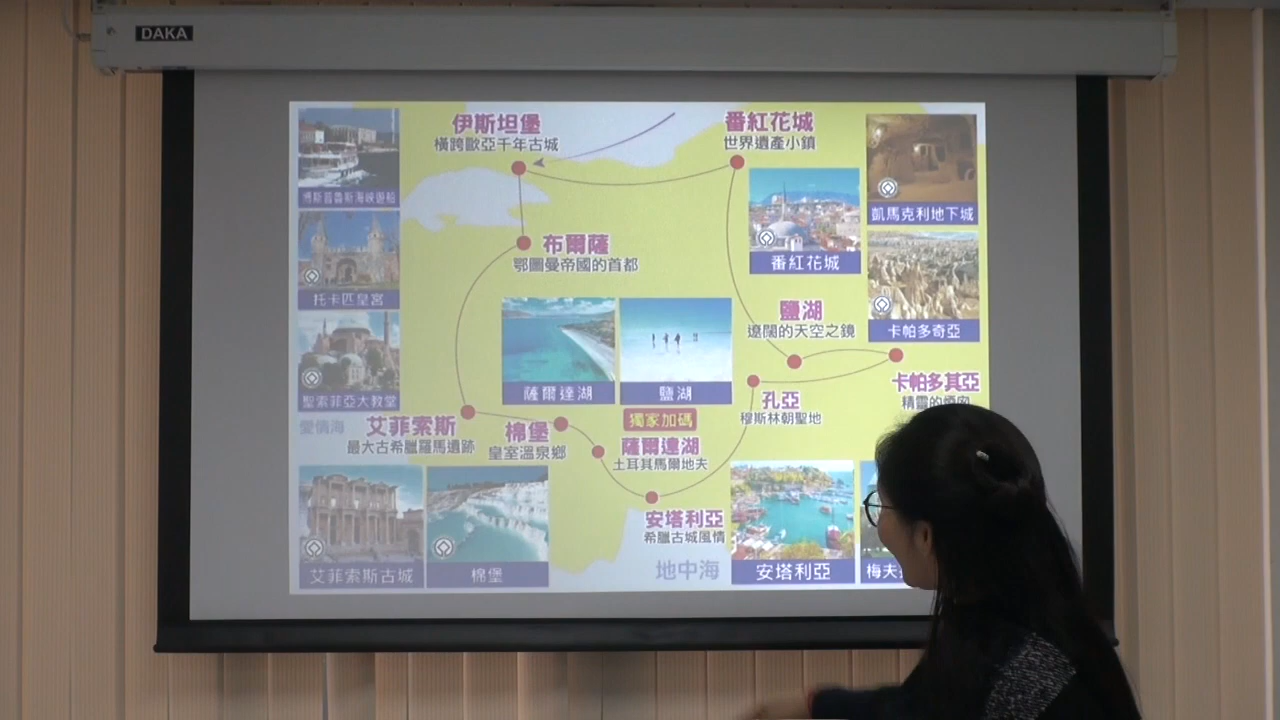 DAKA
伊斯坦堡
橫跨歐亞千年古城
番紅花城
世界遺產小鎮
博斯普魯斯海峽遊船
凱馬克利地下城
布爾薩
鄂圖曼帝國的首都
番紅花城
托卡匹皇宮
鹽湖
遼闊的天空之鏡
卡帕多奇亞
薩爾達湖
鹽湖
卡帕多其亞
精靈的煙囪
聖索菲亞大教堂
孔亞
穆斯林朝聖地
獨家加碼
愛情海
艾菲索斯
最大古希臘羅馬遺跡
棉堡
皇室溫泉鄉
薩爾達湖
土耳其馬爾地夫
安塔利亞
希臘古城風情
地中海
艾菲索斯古城
棉堡
安塔利亞
梅夫